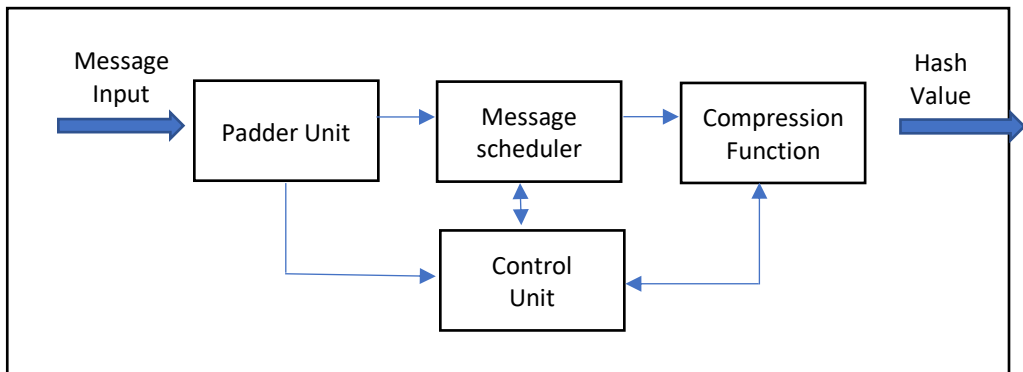 Message
Input
Padder Unit
Message
scheduler
Compression
Function
Hash
Value
Control
Unit